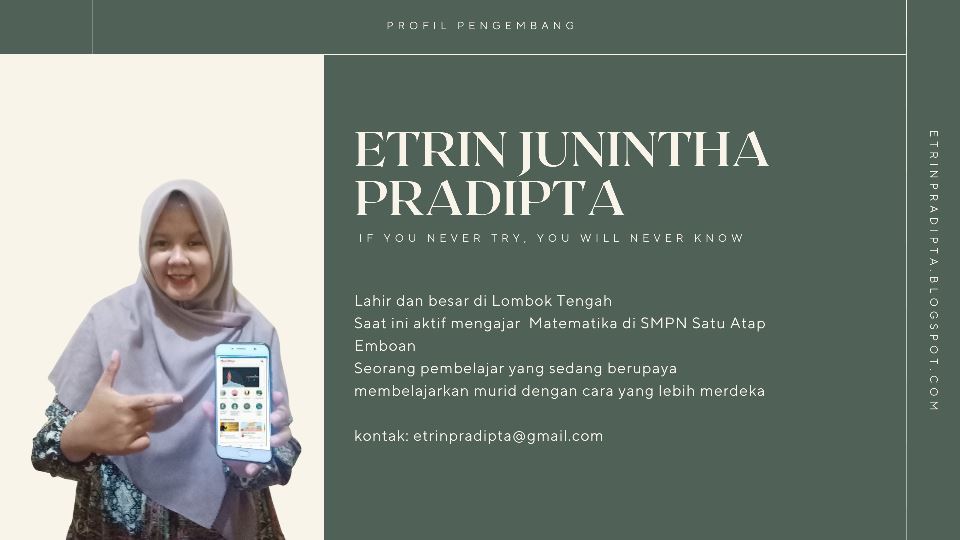 PROFIL PENGEMBANG
ETRIN JUNINTHA
PRADIPTA
IF YOU NEVER TRY, YOU WILL NEVER KNOW
Lahir dan besar di Lombok Tengah
Saat ini aktif mengajar Matematika di SMPN Satu Atap
Emboan
Seorang pembelajar yang sedang berupaya
membelajarkan murid dengan cara yang lebih merdeka
kontak: etrinpradipta@gmail.com
ETRINPRADIPTA.BLOGSPOT.COM